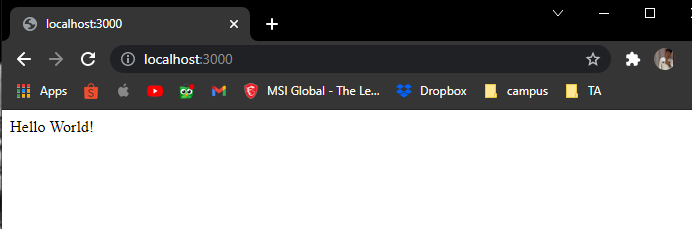 localhost:3000
localhost:3000
Apps MSI Global - The Le... Dropbox campus TA
Hello World!